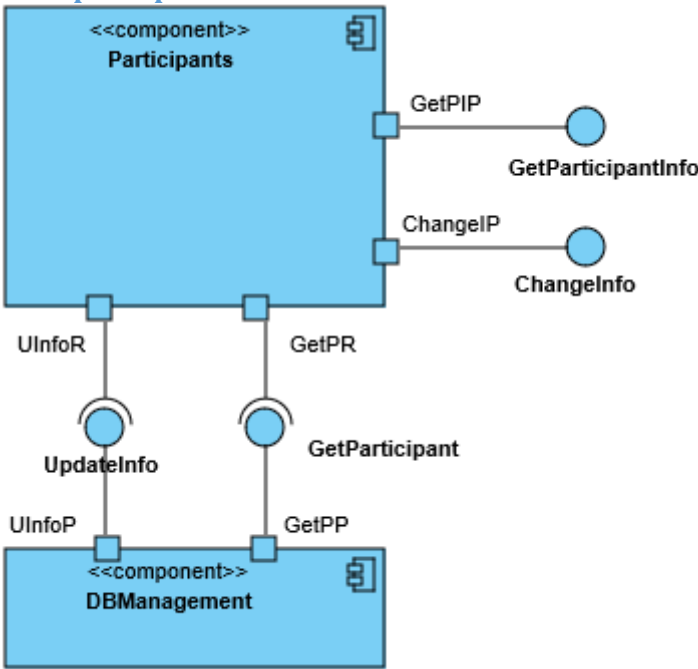 <<component>>
Participants
GetPIP
GetParticipantInfo
ChangeIP
ChangeInfo
UInfoR
GetPR
GetParticipant
UpdateInfo
UInfoP
GetPP
<<component>>
DBManagement